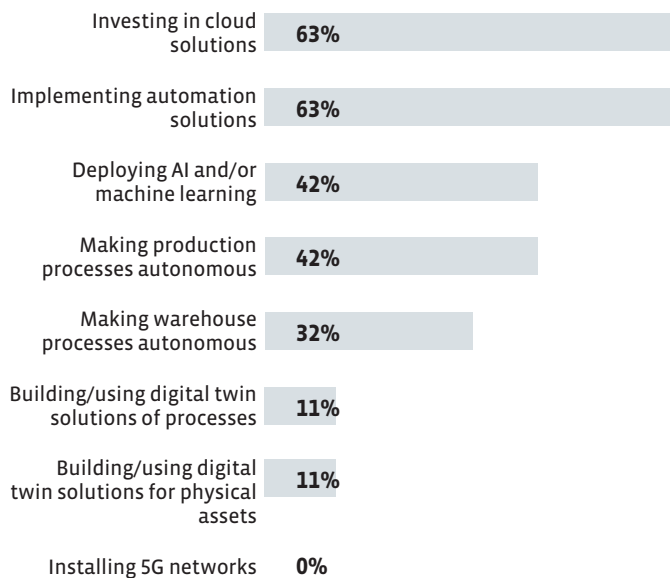 Investing in cloud
solutions
63%
Implementing automation
solutions
63%
Deploying AI and/or
machine learning
42%
Making production
processes autonomous
42%
Making warehouse
processes autonomous
32%
Building/using digital twin
solutions of processes
11%
Building/using digital
twin solutions for physical
assets
11%
Installing 5G networks
0%